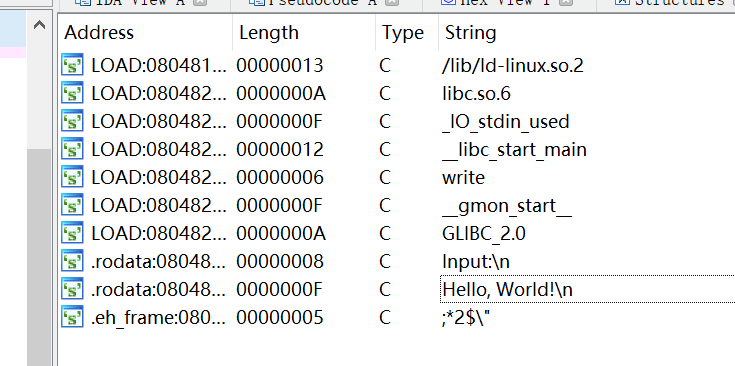 IDA View A Pseudocode A Hex View 1 Structures
Address Length Type String
LOAD:080481... 00000013 C /lib/ld-linux.so.2
LOAD:080482... 0000000A C libc.so.6
LOAD:080482... 0000000F C _IO_stdin_used
LOAD:080482... 00000012 C __libc_start_main
LOAD:080482... 00000006 C write
LOAD:080482... 0000000F C __gmon_start__
LOAD:080482... 0000000A C GLIBC_2.0
.rodata:08048... 00000008 C Input:\n
.rodata:08048... 0000000F C Hello, World!\n
.eh_frame:080... 00000005 C ;*2$\"